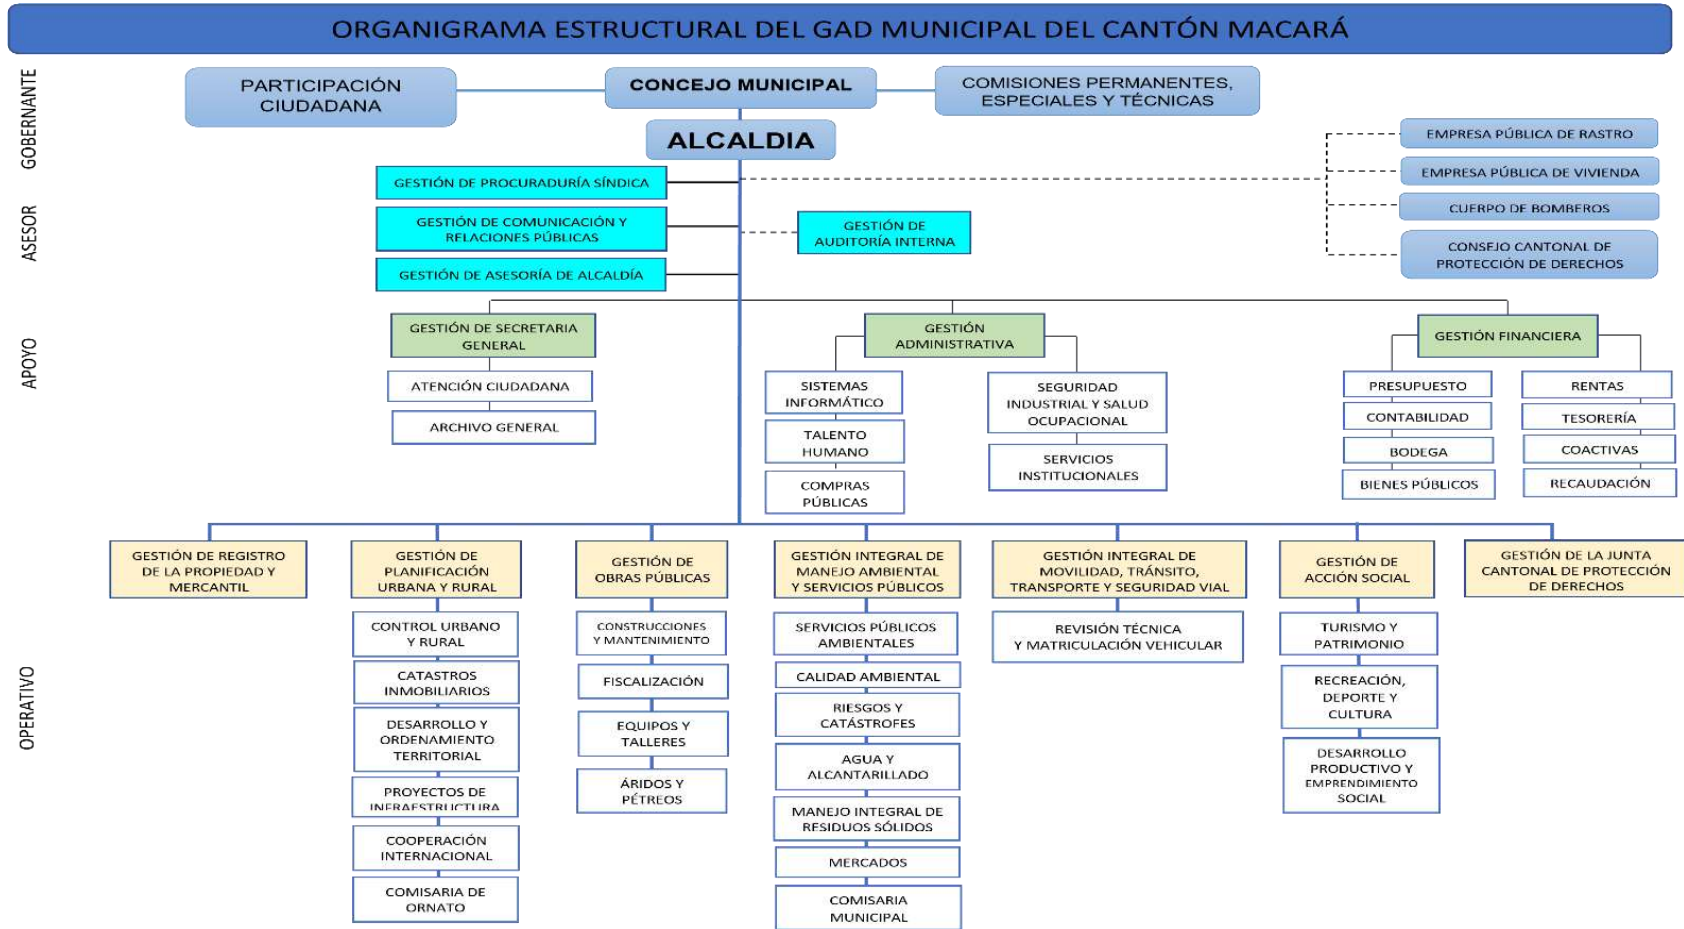 ORGANIGRAMA ESTRUCTURAL DEL GAD MUNICIPAL DEL CANTÓN MACARÁ
GOBERNANTE
PARTICIPACIÓN
CIUDADANA
CONCEJO MUNICIPAL
COMISIONES PERMANENTES,
ESPECIALES Y TÉCNICAS
ALCALDIA
EMPRESA PÚBLICA DE RASTRO
EMPRESA PÚBLICA DE VIVIENDA
CUERPO DE BOMBEROS
CONSEJO CANTONAL DE
PROTECCIÓN DE DERECHOS
ASESOR
GESTIÓN DE PROCURADURÍA SÍNDICA
GESTIÓN DE COMUNICACIÓN Y
RELACIONES PÚBLICAS
GESTIÓN DE ASESORÍA DE ALCALDÍA
GESTIÓN DE
AUDITORÍA INTERNA
APOYO
GESTIÓN DE SECRETARIA
GENERAL
ATENCIÓN CIUDADANA
ARCHIVO GENERAL
GESTIÓN
ADMINISTRATIVA
SISTEMAS
INFORMÁTICO
TALENTO
HUMANO
COMPRAS
PÚBLICAS
SEGURIDAD
INDUSTRIAL Y SALUD
OCUPACIONAL
SERVICIOS
INSTITUCIONALES
GESTIÓN FINANCIERA
PRESUPUESTO
CONTABILIDAD
BODEGA
BIENES PÚBLICOS
RENTAS
TESORERÍA
COACTIVAS
RECAUDACIÓN
OPERATIVO
GESTIÓN DE REGISTRO
DE LA PROPIEDAD Y
MERCANTIL
GESTIÓN DE
PLANIFICACIÓN
URBANA Y RURAL
CONTROL URBANO
Y RURAL
CATASTROS
INMOBILIARIOS
DESARROLLO Y
ORDENAMIENTO
TERRITORIAL
PROYECTOS DE
INFRAESTRUCTURA
COOPERACIÓN
INTERNACIONAL
COMISARIA DE
ORNATO
GESTIÓN DE
OBRAS PÚBLICAS
CONSTRUCCIONES
Y MANTENIMIENTO
FISCALIZACIÓN
EQUIPOS Y
TALLERES
ÁRIDOS Y
PÉTREOS
GESTIÓN INTEGRAL DE
MANEJO AMBIENTAL
Y SERVICIOS PÚBLICOS
SERVICIOS PÚBLICOS
AMBIENTALES
CALIDAD AMBIENTAL
RIESGOS Y
CATÁSTROFES
AGUA Y
ALCANTARILLADO
MANEJO INTEGRAL DE
RESIDUOS SÓLIDOS
MERCADOS
COMISARIA
MUNICIPAL
GESTIÓN INTEGRAL DE
MOVILIDAD, TRÁNSITO,
TRANSPORTE Y SEGURIDAD VIAL
REVISIÓN TÉCNICA
Y MATRICULACIÓN VEHICULAR
GESTIÓN DE
ACCIÓN SOCIAL
TURISMO Y
PATRIMONIO
RECREACIÓN,
DEPORTE Y
CULTURA
DESARROLLO
PRODUCTIVO Y
EMPRENDIMIENTO
SOCIAL
GESTIÓN DE LA JUNTA
CANTONAL DE PROTECCIÓN
DE DERECHOS